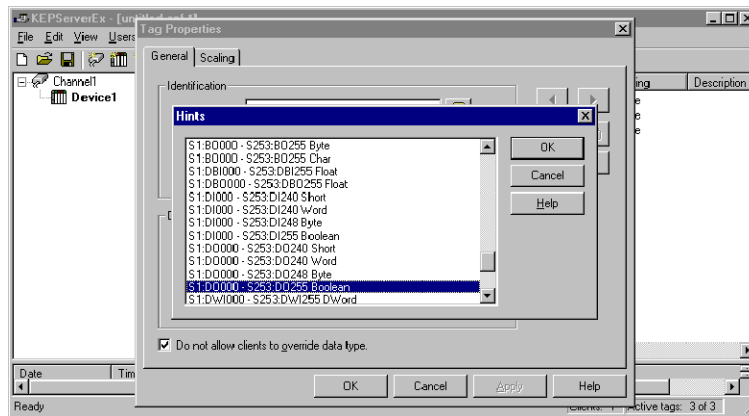 KEPServerEx - [untitled.opf *]
File Edit View Users
Tag Properties
General Scaling
Channel1
Device1
Identification
Description
Hints
S1:BO000 - S253:BO255 Byte
S1:BO000 - S253:BO255 Char
S1:DBI000 - S253:DBI255 Float
S1:DBO000 - S253:DBO255 Float
S1:DI000 - S253:DI240 Short
S1:DI000 - S253:DI240 Word
S1:DI000 - S253:DI248 Byte
S1:DI000 - S253:DI255 Boolean
S1:DO000 - S253:DO240 Short
S1:DO000 - S253:DO240 Word
S1:DO000 - S253:DO248 Byte
S1:DO000 - S253:DO255 Boolean
S1:DWI000 - S253:DWI255 DWord
OK
Cancel
Help
Do not allow clients to override data type.
OK Cancel Apply Help
Date
Ready
Active tags: 3 of 3